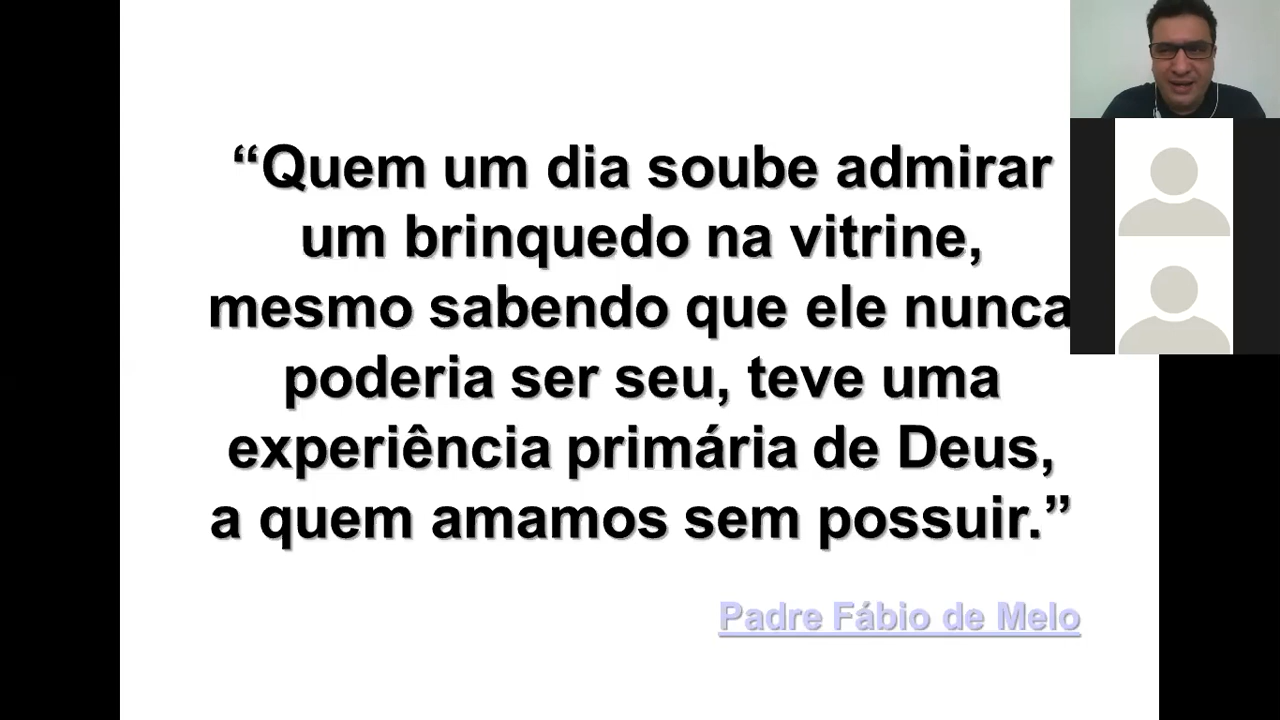 “Quem um dia soube admirar
um brinquedo na vitrine,
mesmo sabendo que ele nunca
poderia ser seu, teve uma
experiência primária de Deus,
a quem amamos sem possuir.”
Padre Fábio de Melo